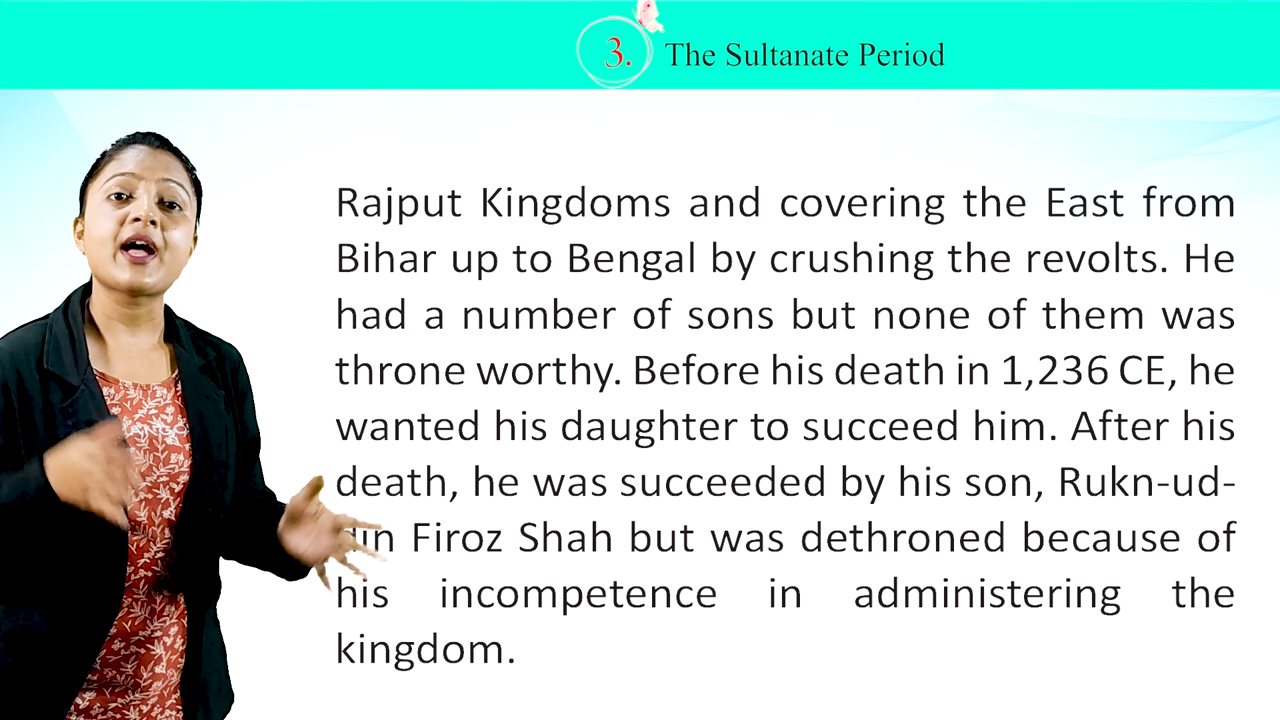 3. The Sultanate Period
Rajput Kingdoms and covering the East from
Bihar up to Bengal by crushing the revolts. He
had a number of sons but none of them was
throne worthy. Before his death in 1,236 CE, he
wanted his daughter to succeed him. After his
death, he was succeeded by his son, Rukn-ud-
din Firoz Shah but was dethroned because of
his incompetence in administering the
kingdom.